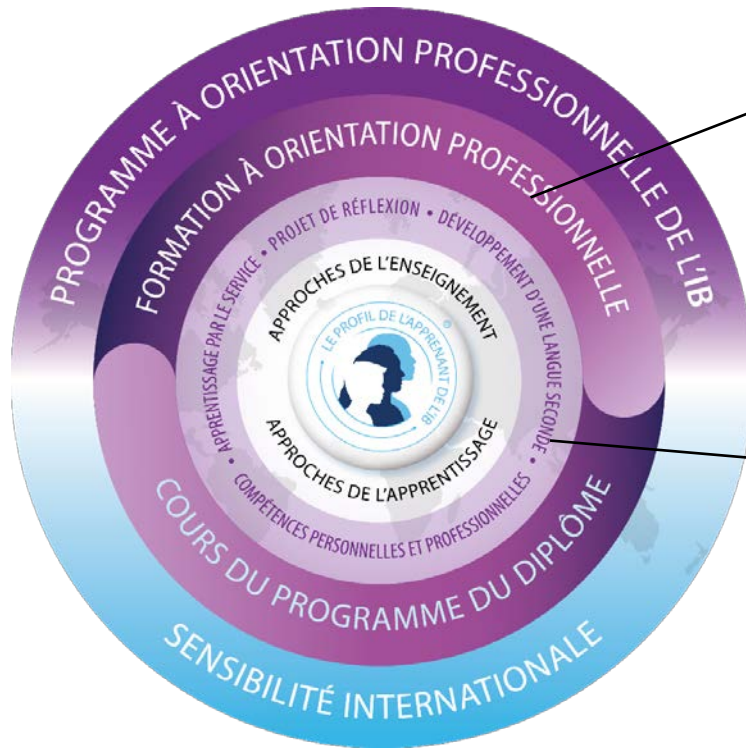 PROGRAMME À ORIENTATION PROFESSIONNELLE DE L'IB
FORMATION À ORIENTATION PROFESSIONNELLE
APPRENTISSAGE PAR LE SERVICE • PROJET DE RÉFLEXION • DÉVELOPPEMENT D'UNE LANGUE SECONDE •
APPROCHES DE L'ENSEIGNEMENT
LE PROFIL DE L'APPRENANT DE L'IB
®
APPROCHES DE L'APPRENTISSAGE
• COMPÉTENCES PERSONNELLES ET PROFESSIONNELLES •
COURS DU PROGRAMME DU DIPLÔME
SENSIBILITÉ INTERNATIONALE